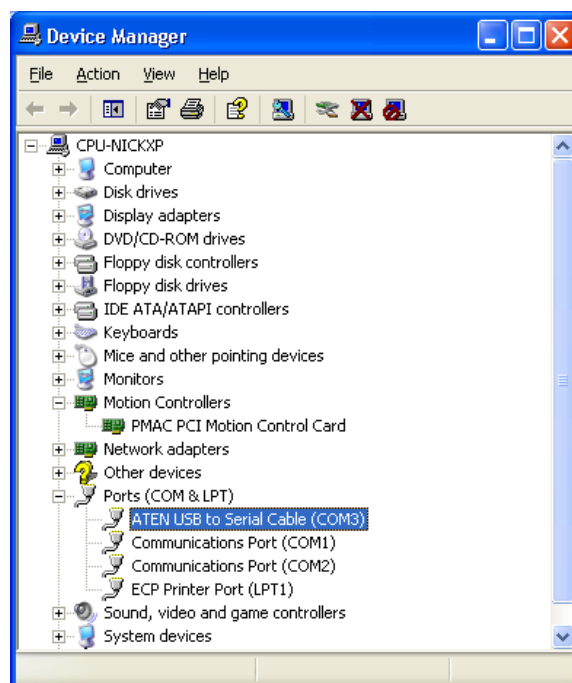 Device Manager
File Action View Help
CPU-NICKXP
Computer
Disk drives
Display adapters
DVD/CD-ROM drives
Floppy disk controllers
Floppy disk drives
IDE ATA/ATAPI controllers
Keyboards
Mice and other pointing devices
Monitors
Motion Controllers
PMAC PCI Motion Control Card
Network adapters
Other devices
Ports (COM & LPT)
ATEN USB to Serial Cable (COM3)
Communications Port (COM1)
Communications Port (COM2)
ECP Printer Port (LPT1)
Sound, video and game controllers
System devices